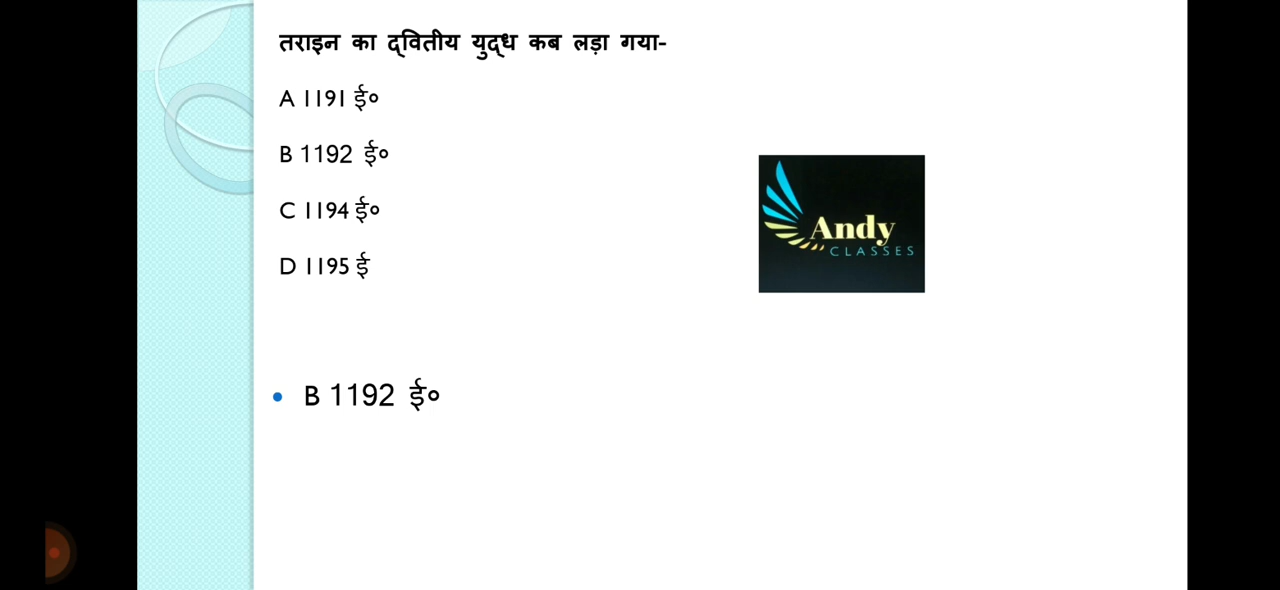 तराइन का द्वितीय युद्ध कब लड़ा गया-
A 1191 ई०
B 1192 ई०
C 1194 ई०
D 1195 ई
Andy
CLASSES
• B 1192 ई०